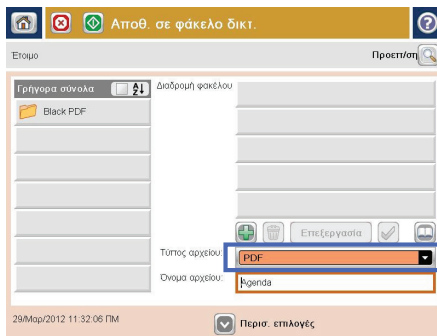 Αποθ. σε φάκελο δικτ.
Έτοιμο
Προεπ/ση
Γρήγορα σύνολα
Διαδρομή φακέλου
Black PDF
Επεξεργασία
Τύπος αρχείου:
PDF
Όνομα αρχείου:
Agenda
29/Μαρ/2012 11:32:06 ΠΜ
Περισ. επιλογές